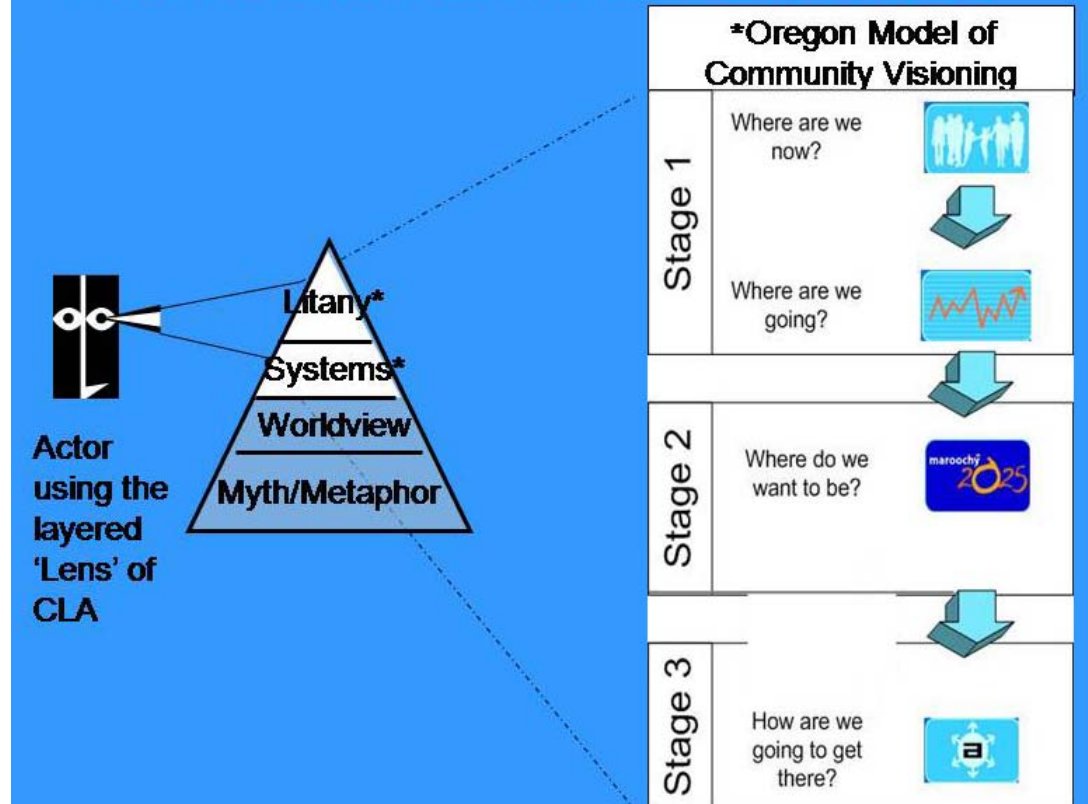 Litany*
Systems*
Worldview
Myth/Metaphor
Actor
using the
layered
‘Lens’ of
CLA
*Oregon Model of
Community Visioning
Stage 1
Where are we
now?
Where are we
going?
Stage 2
Where do we
want to be?
maroochy
2025
Stage 3
How are we
going to get
there?
a